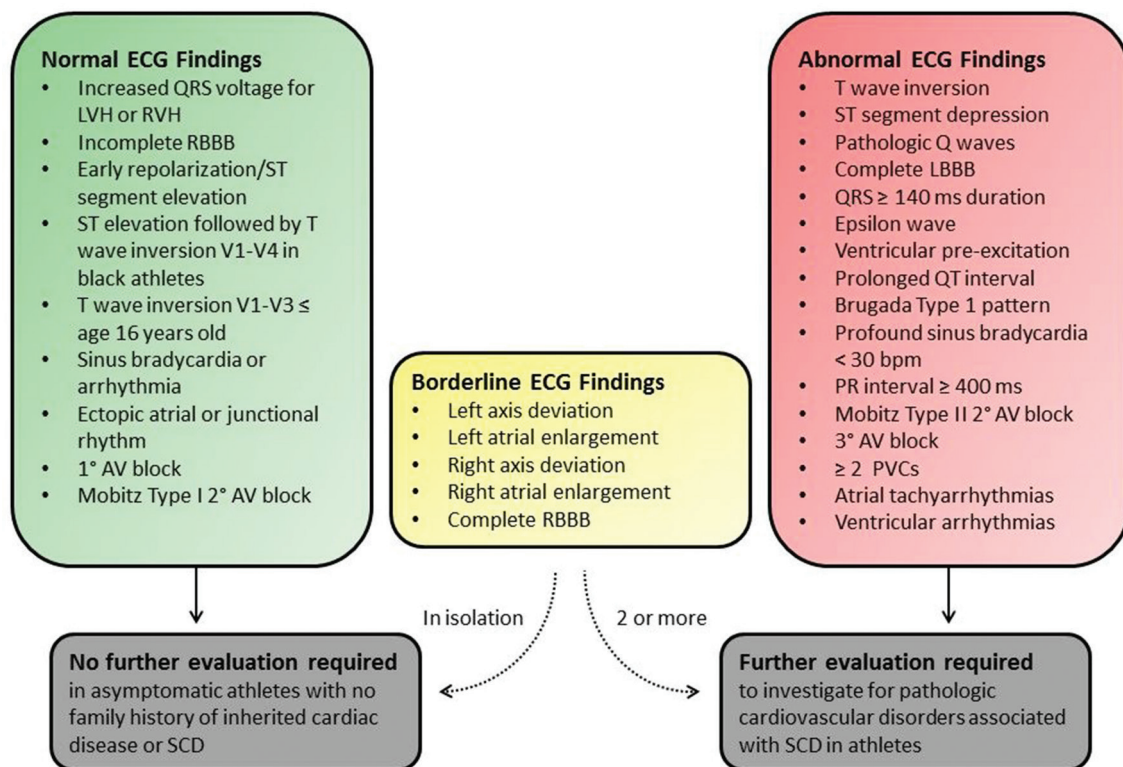 Normal ECG Findings
• Increased QRS voltage for
LVH or RVH
• Incomplete RBBB
• Early repolarization/ST
segment elevation
• ST elevation followed by T
wave inversion V1-V4 in
black athletes
• T wave inversion V1-V3 ≤
age 16 years old
• Sinus bradycardia or
arrhythmia
• Ectopic atrial or junctional
rhythm
• 1° AV block
• Mobitz Type I 2° AV block
Borderline ECG Findings
• Left axis deviation
• Left atrial enlargement
• Right axis deviation
• Right atrial enlargement
• Complete RBBB
Abnormal ECG Findings
• T wave inversion
• ST segment depression
• Pathologic Q waves
• Complete LBBB
• QRS ≥ 140 ms duration
• Epsilon wave
• Ventricular pre-excitation
• Prolonged QT interval
• Brugada Type 1 pattern
• Profound sinus bradycardia
< 30 bpm
• PR interval ≥ 400 ms
• Mobitz Type II 2° AV block
• 3° AV block
• ≥ 2 PVCs
• Atrial tachyarrhythmias
• Ventricular arrhythmias
In isolation
2 or more
No further evaluation required
in asymptomatic athletes with no
family history of inherited cardiac
disease or SCD
Further evaluation required
to investigate for pathologic
cardiovascular disorders associated
with SCD in athletes